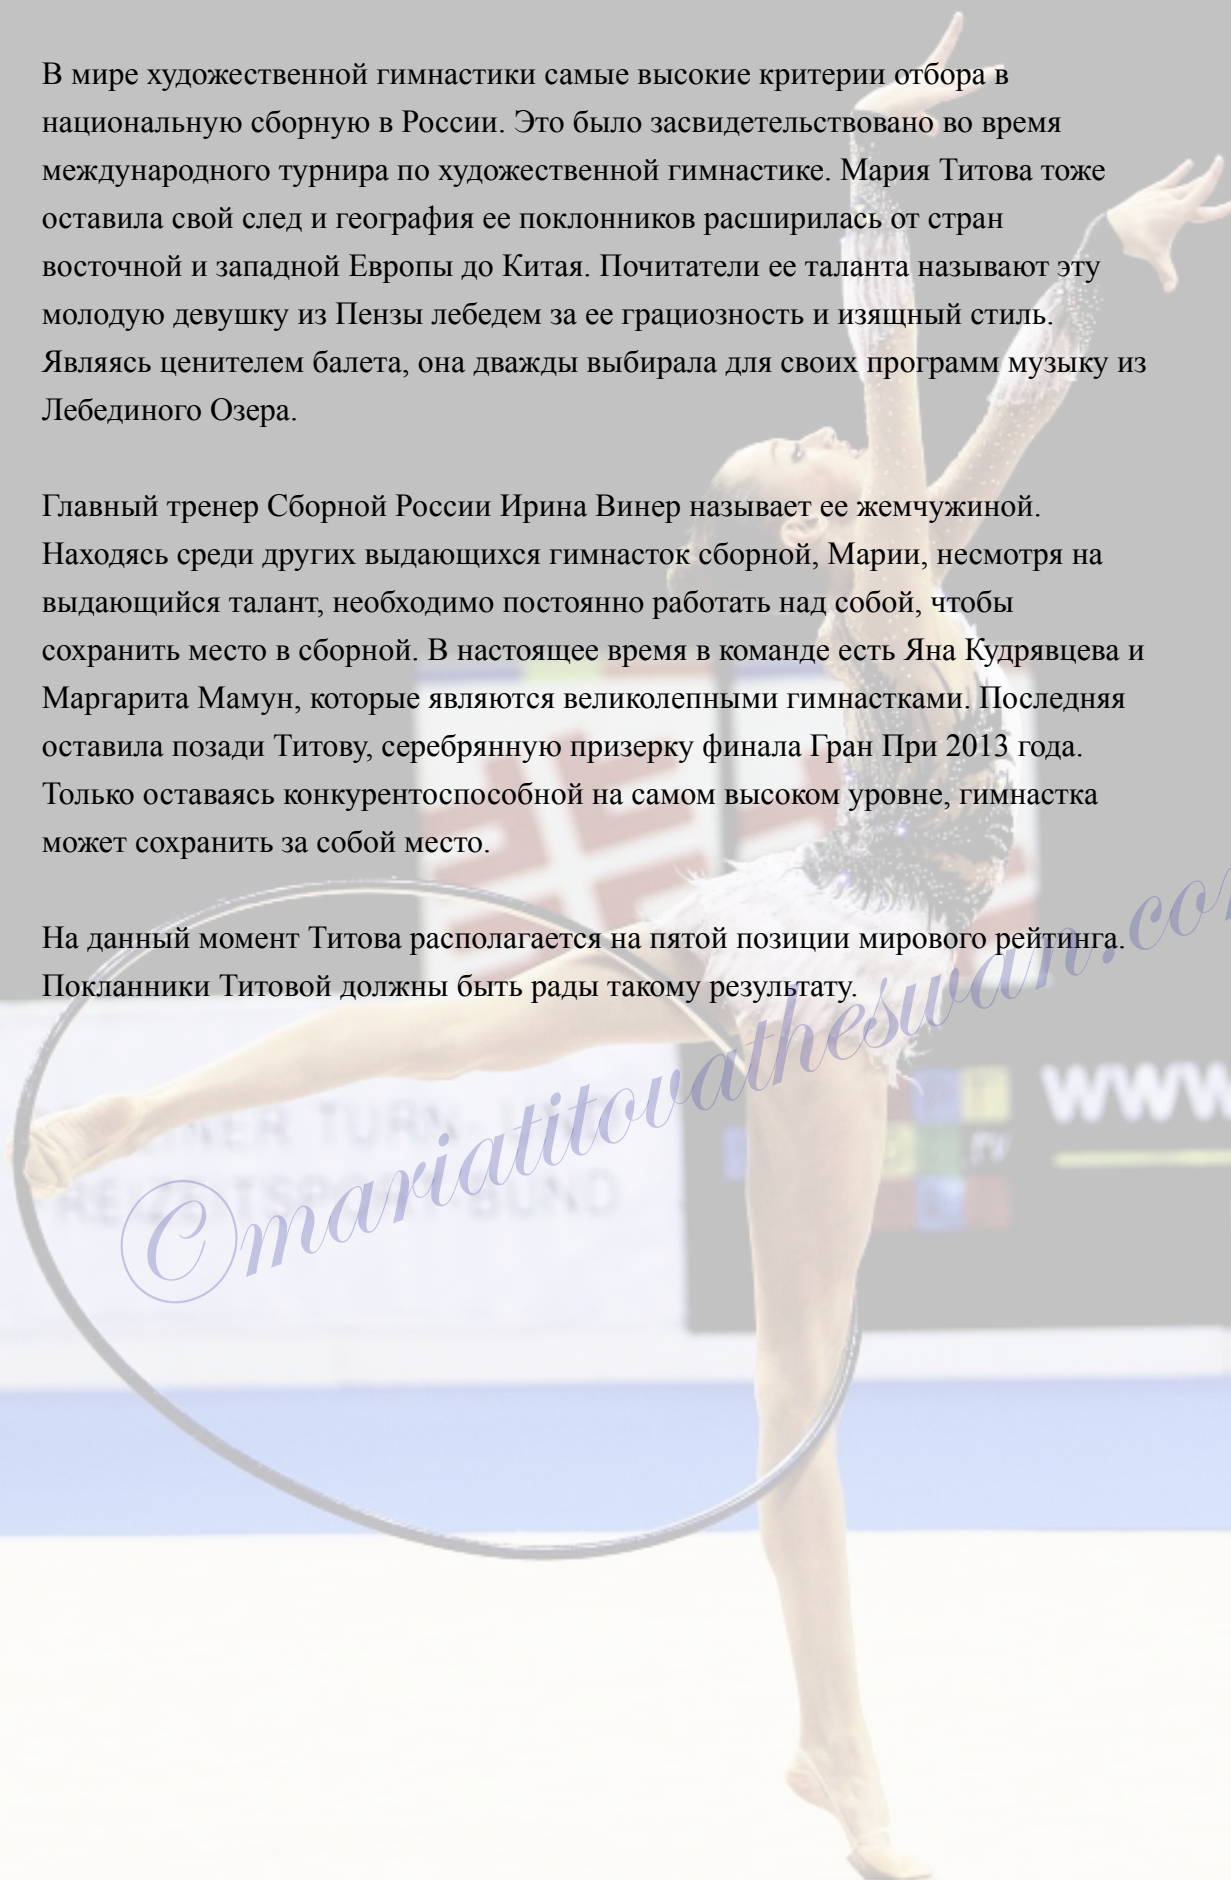 В мире художественной гимнастики самые высокие критерии отбора в
национальную сборную в России. Это было засвидетельствовано во время
международного турнира по художественной гимнастике. Мария Титова тоже
оставила свой след и география ее поклонников расширилась от стран
восточной и западной Европы до Китая. Почитатели ее таланта называют эту
молодую девушку из Пензы лебедем за ее грациозность и изящный стиль.
Являясь ценителем балета, она дважды выбирала для своих программ музыку из
Лебединого Озера.
Главный тренер Сборной России Ирина Винер называет ее жемчужиной.
Находясь среди других выдающихся гимнасток сборной, Марии, несмотря на
выдающийся талант, необходимо постоянно работать над собой, чтобы
сохранить место в сборной. В настоящее время в команде есть Яна Кудрявцева и
Маргарита Мамун, которые являются великолепными гимнастками. Последняя
оставила позади Титову, серебрянную призерку финала Гран При 2013 года.
Только оставаясь конкурентоспособной на самом высоком уровне, гимнастка
может сохранить за собой место.
На данный момент Титова располагается на пятой позиции мирового рейтинга.
Покланники Титовой должны быть рады такому результату.
©mariatitovatheswan.co
TURN- UND
WWW
.tv